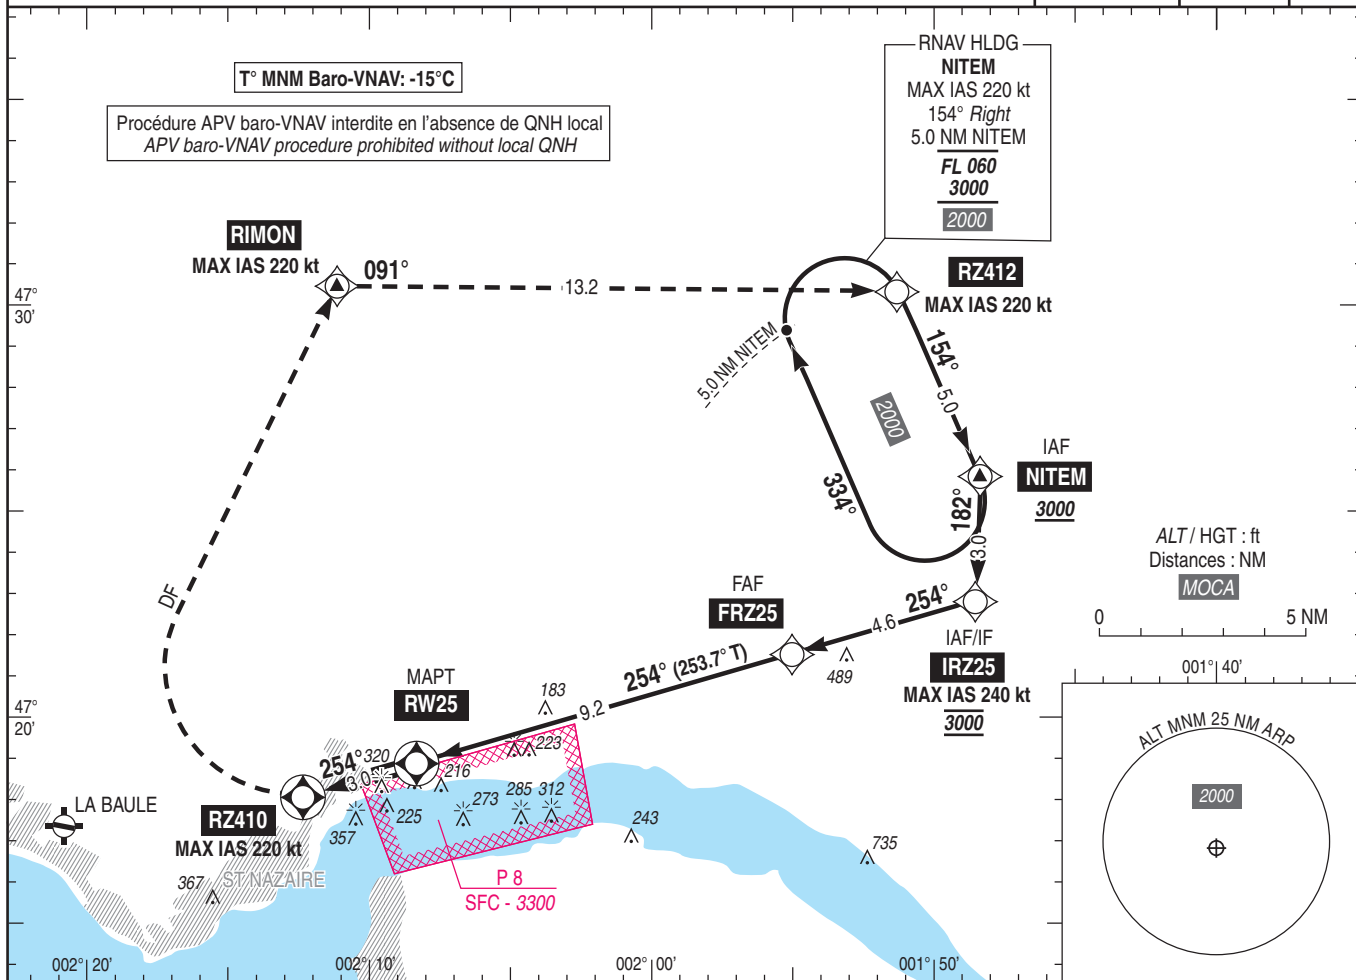 T° MNM Baro-VNAV: -15°C
Procédure APV baro-VNAV interdite en l'absence de QNH local
APV baro-VNAV procedure prohibited without local QNH
RNAV HLDG
NITEM
MAX IAS 220 kt
154° Right
5.0 NM NITEM
FL 060
3000
2000
RIMON
MAX IAS 220 kt
091°
13.2
RZ412
MAX IAS 220 kt
47°
30'
5.0 NM NITEM
154°
5.0
2000
334°
IAF
NITEM
3000
182°
3.0
ALT / HGT : ft
Distances : NM
MOCA
0
5 NM
DF
FAF
FRZ25
254°
4.6
IAF/IF
IRZ25
MAX IAS 240 kt
3000
254° (253.7° T)
9.2
489
MAPT
RW25
183
47°
20'
001° 40'
ALT MNM 25 NM ARP
2000
254°
3.0
320
223
216
225
273
285
312
243
735
357
367
LA BAULE
RZ410
MAX IAS 220 kt
ST NAZAIRE
P 8
SFC - 3300
002° 20'
002° 10'
002° 00'
001° 50'